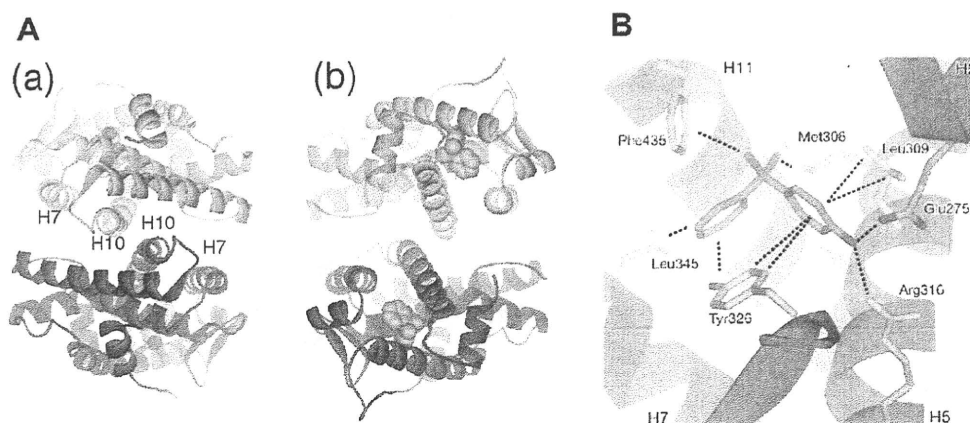 A
B
(a)
(b)
H7
H10
H10
H7
H11
Phe435
Met306
Leu309
Glu275
Leu345
Tyr326
Arg316
H7
H5